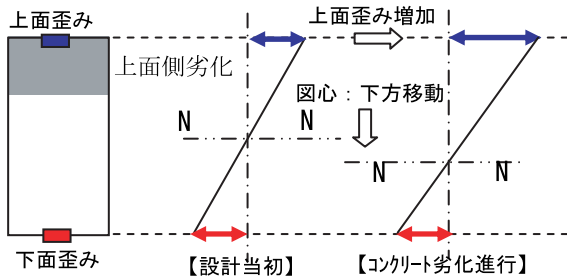 上面歪み
上面歪み増加
上面側劣化
図心：下方移動
N
N
N
N
下面歪み
【設計当初】
【コンクリート劣化進行】